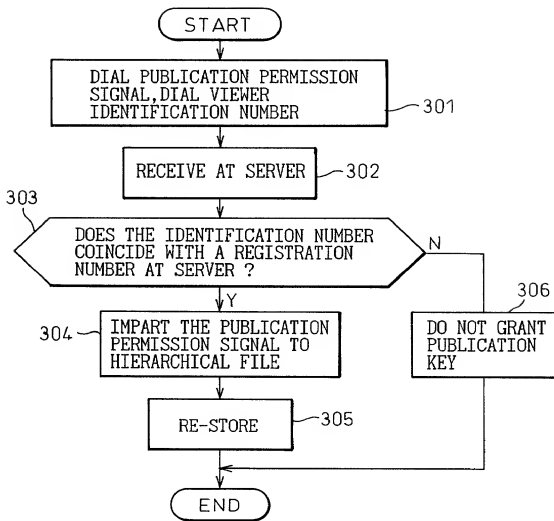 START
DIAL PUBLICATION PERMISSION
SIGNAL,DIAL VIEWER
IDENTIFICATION NUMBER
301
RECEIVE AT SERVER
302
303
DOES THE IDENTIFICATION NUMBER
COINCIDE WITH A REGISTRATION
NUMBER AT SERVER ?
N
Y
304
IMPART THE PUBLICATION
PERMISSION SIGNAL TO
HIERARCHICAL FILE
306
DO NOT GRANT
PUBLICATION
KEY
RE-STORE
305
END